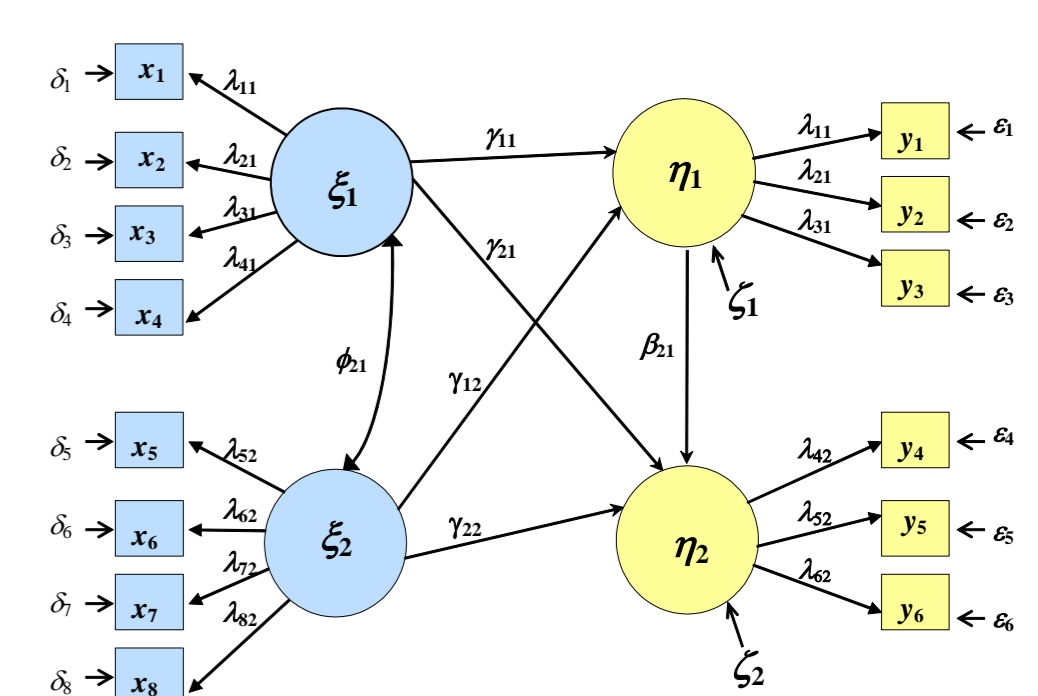 δ1 x1 λ11
δ2 x2 λ21
δ3 x3 λ31
δ4 x4 λ41
ξ1
γ11
γ21
η1
λ11 y1 ε1
λ21 y2 ε2
λ31 y3 ε3
ζ1
ϕ21
γ12
β21
δ5 x5 λ52
δ6 x6 λ62
δ7 x7 λ72
δ8 x8 λ82
ξ2
γ22
η2
λ42 y4 ε4
λ52 y5 ε5
λ62 y6 ε6
ζ2